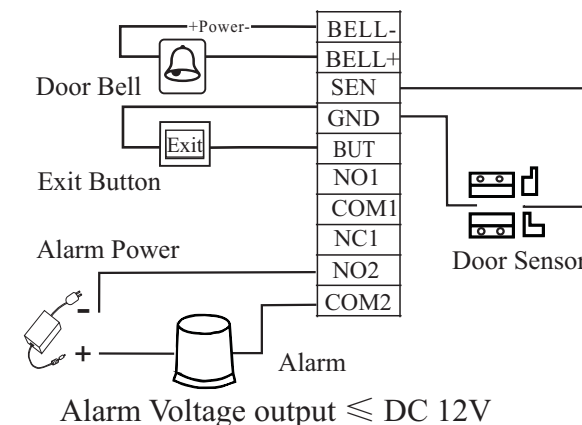 +Power-
BELL-
BELL+
Door Bell
SEN
GND
Exit
BUT
Exit Button
NO1
COM1
NC1
Door Sensor
Alarm Power
NO2
-
COM2
+
Alarm
Alarm Voltage output ≤ DC 12V